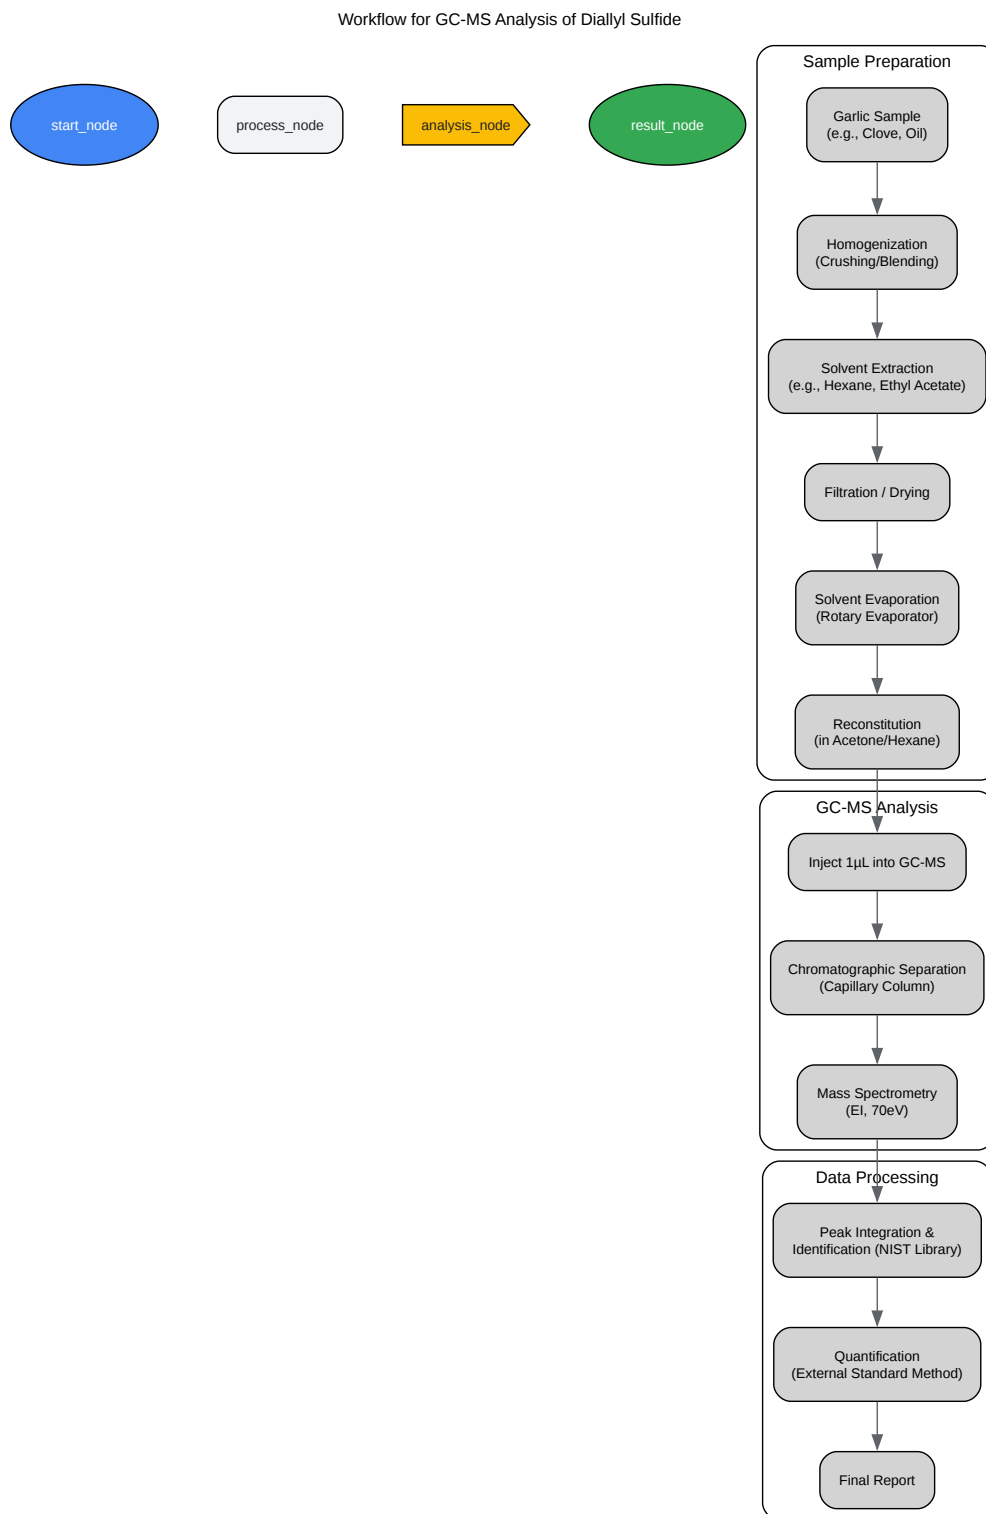 Workflow for GC-MS Analysis of Diallyl Sulfide
start_node
process_node
analysis_node
result_node
Sample Preparation
Garlic Sample
(e.g., Clove, Oil)
Homogenization
(Crushing/Blending)
Solvent Extraction
(e.g., Hexane, Ethyl Acetate)
Filtration / Drying
Solvent Evaporation
(Rotary Evaporator)
Reconstitution
(in Acetone/Hexane)
GC-MS Analysis
Inject 1µL into GC-MS
Chromatographic Separation
(Capillary Column)
Mass Spectrometry
(EI, 70eV)
Data Processing
Peak Integration &
Identification (NIST Library)
Quantification
(External Standard Method)
Final Report